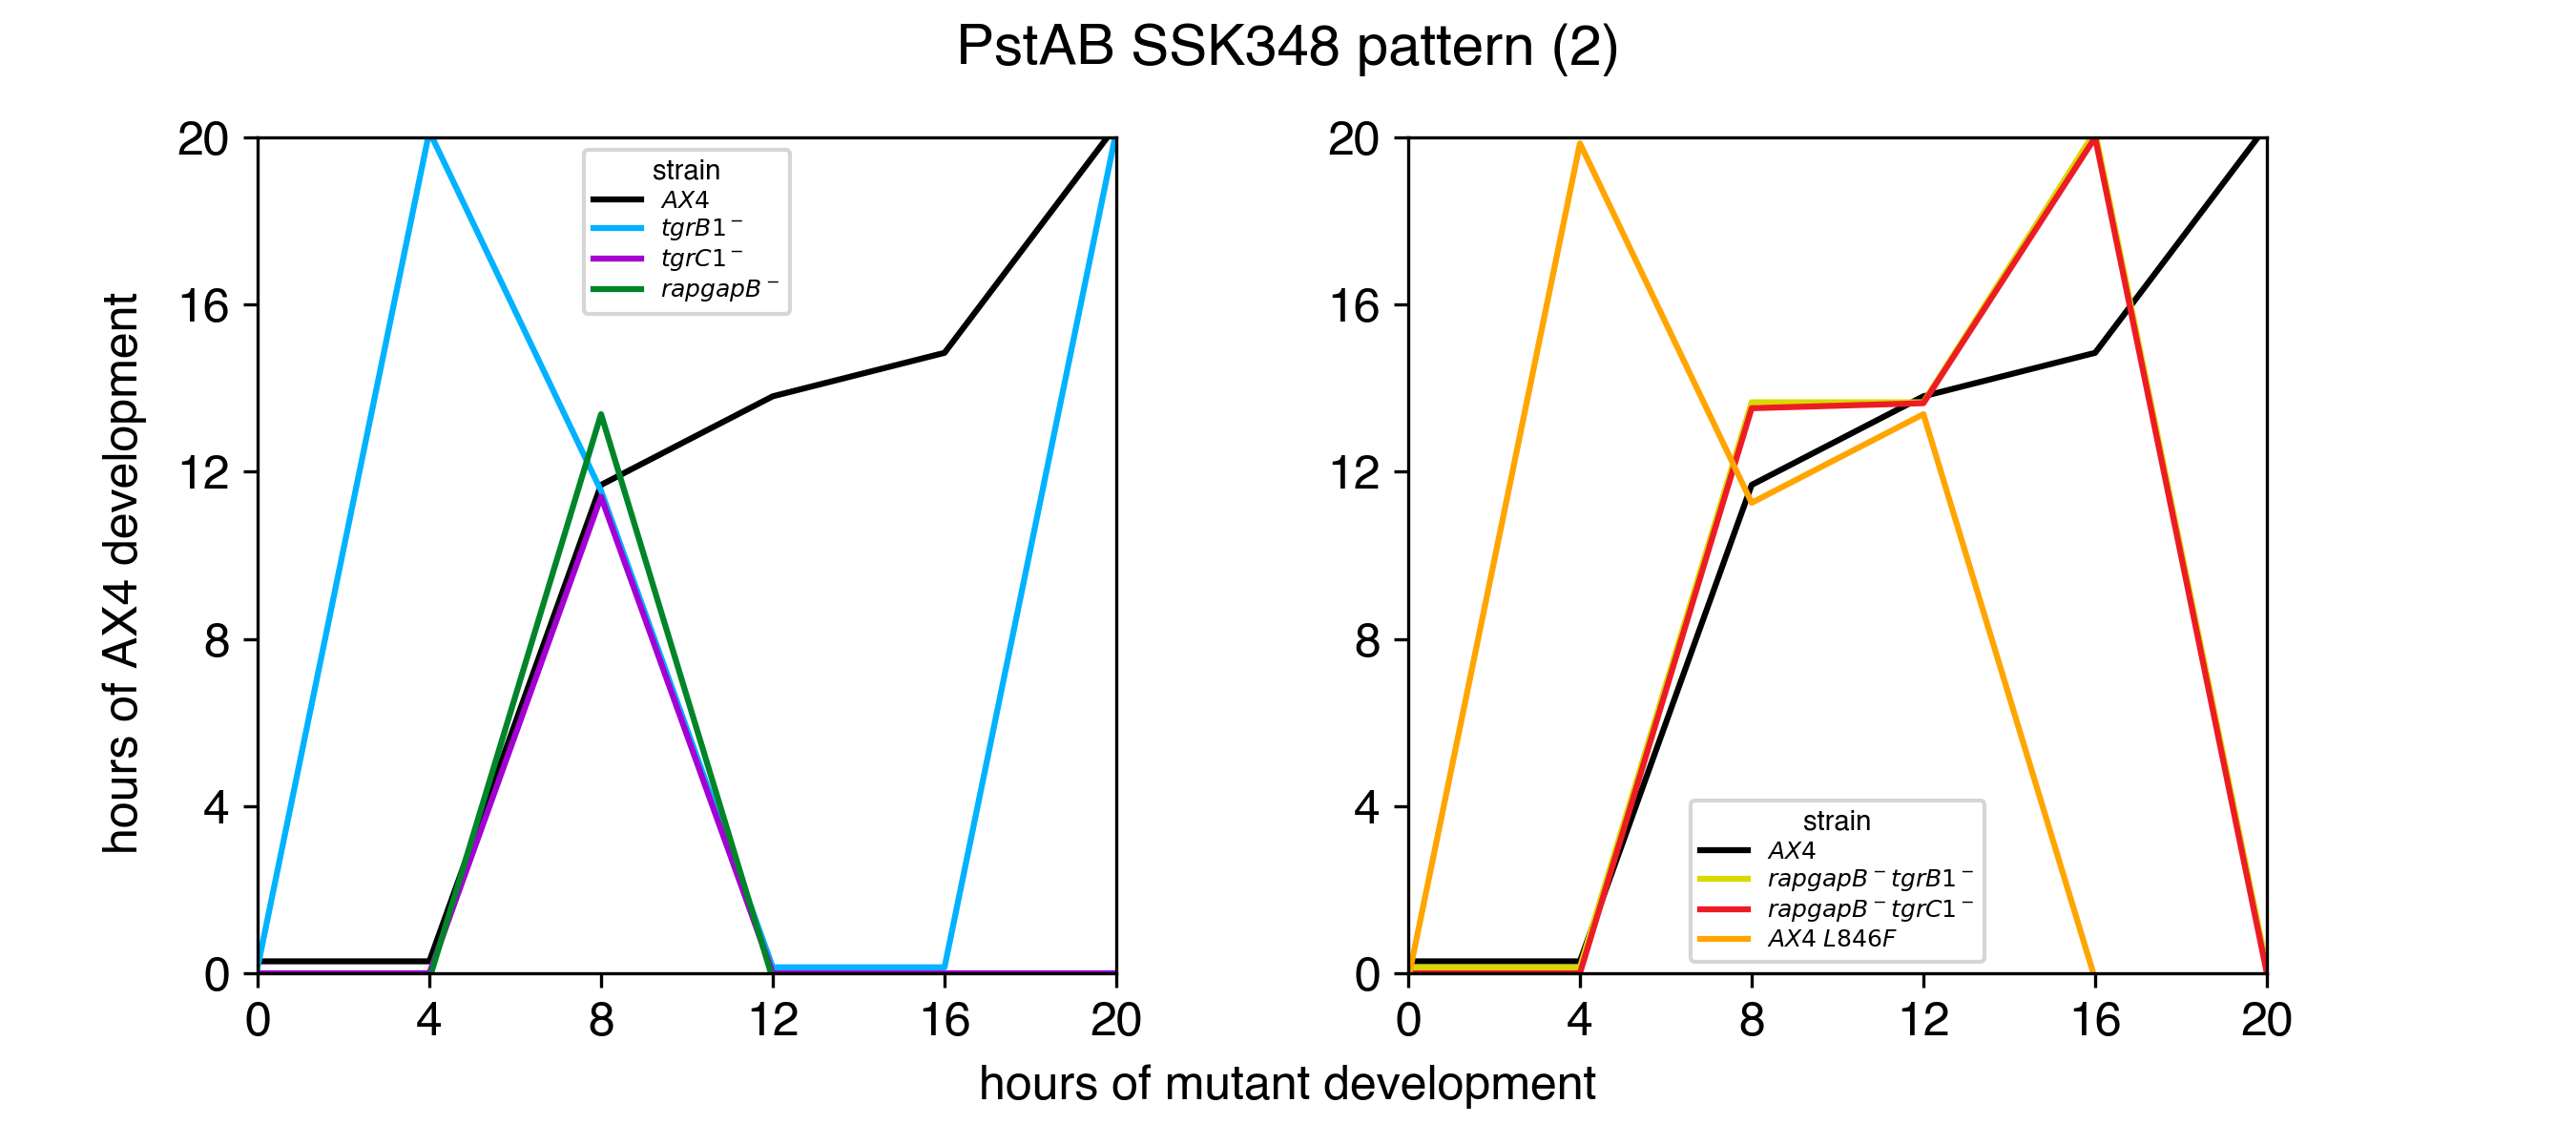 PstAB SSK348 pattern (2)
hours of AX4 development
20
16
12
8
4
0
0 4 8 12 16 20
strain
AX4
tgrB1⁻
tgrC1⁻
rapgapB⁻
20
16
12
8
4
0
0 4 8 12 16 20
strain
AX4
rapgapB⁻tgrB1⁻
rapgapB⁻tgrC1⁻
AX4 L846F
hours of mutant development